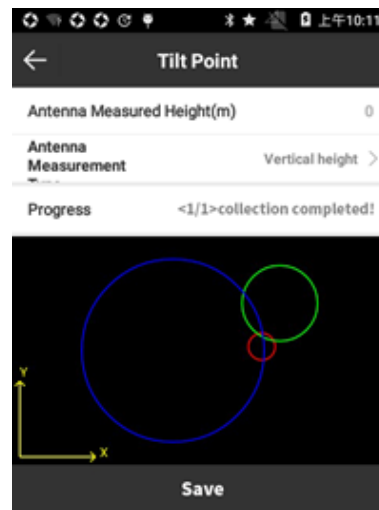 上午10:11
Tilt Point
Antenna Measured Height(m) 0
Antenna
Measurement
Vertical height >
Progress <1/1>collection completed!
Y
X
Save